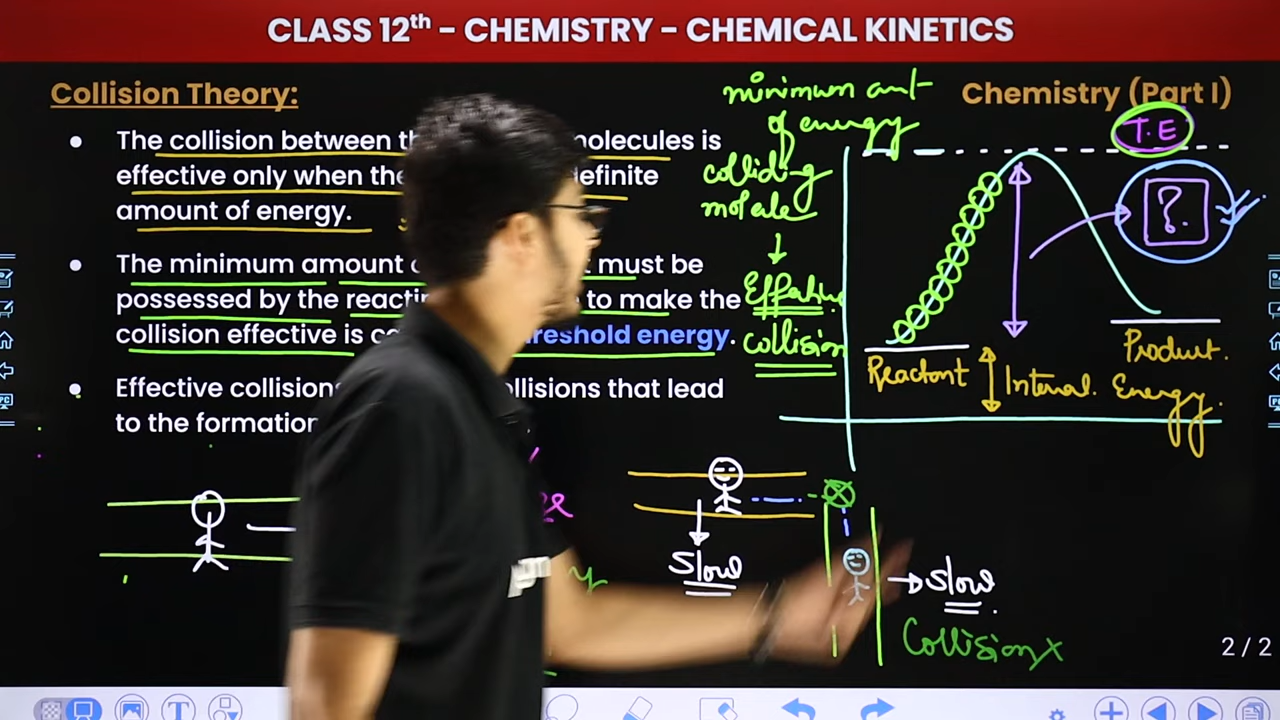 CLASS 12th – CHEMISTRY – CHEMICAL KINETICS
Collision Theory:
Chemistry (Part I)
• The collision between th molecules is
effective only when the definite
amount of energy.
• The minimum amount must be
possessed by the reacti to make the
collision effective is reshold energy.
• Effective collision llisions that lead
to the formation
minimum amt
of energy
colliding
molecule
Effective
collision
T.E
?
Reactant
Internal Energy.
Product.
Slow
Slow
Collision x
2/2
T